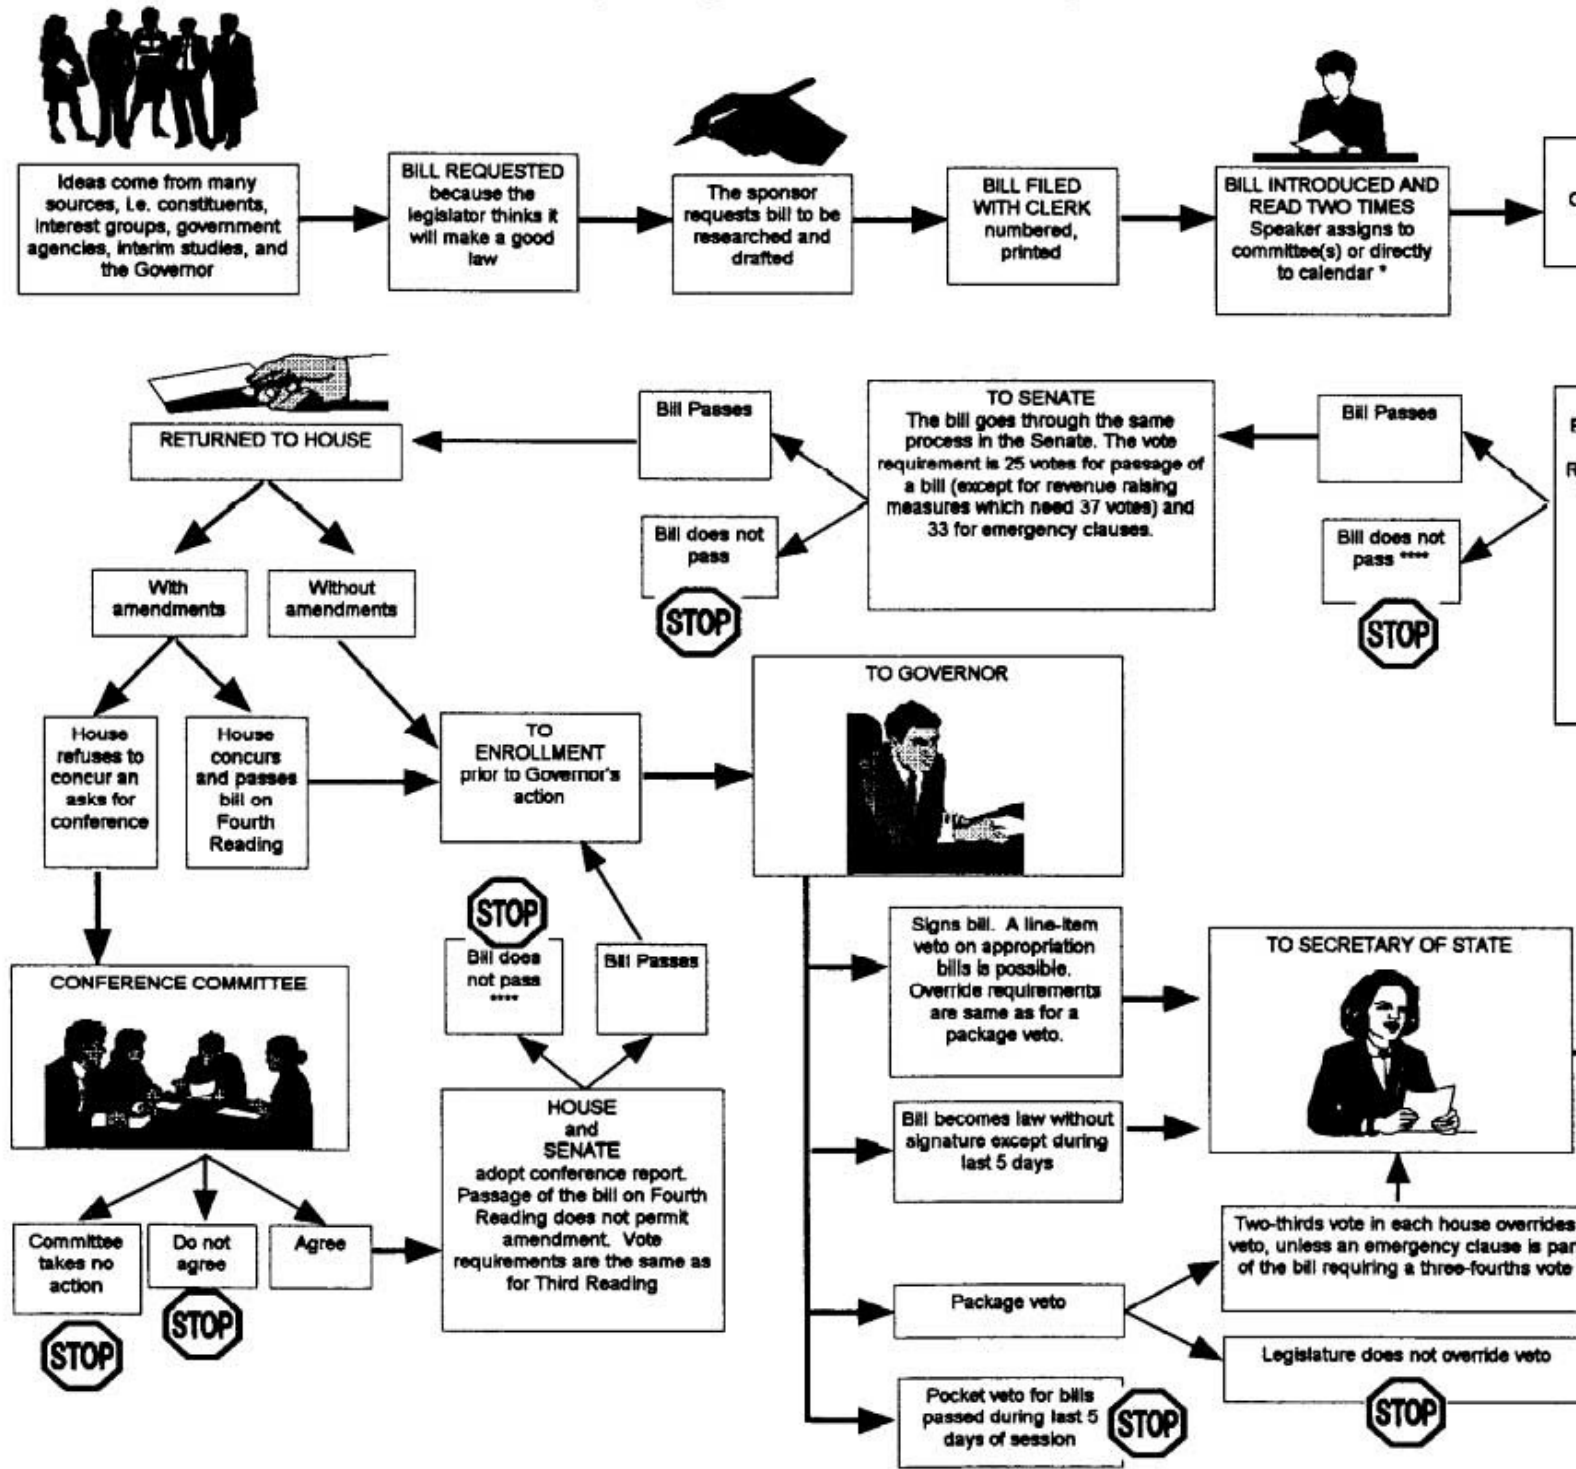 Ideas come from many
sources, i.e. constituents,
interest groups, government
agencies, interim studies, and
the Governor
BILL REQUESTED
because the
legislator thinks it
will make a good
law
The sponsor
requests bill to be
researched and
drafted
BILL FILED
WITH CLERK
numbered,
printed
BILL INTRODUCED AND
READ TWO TIMES
Speaker assigns to
committee(s) or directly
to calendar *
RETURNED TO HOUSE
Bill Passes
Bill does not
pass
STOP
TO SENATE
The bill goes through the same
process in the Senate. The vote
requirement is 25 votes for passage of
a bill (except for revenue raising
measures which need 37 votes) and
33 for emergency clauses.
Bill Passes
Bill does not
pass ****
STOP
With
amendments
Without
amendments
House
refuses to
concur an
asks for
conference
House
concurs
and passes
bill on
Fourth
Reading
TO
ENROLLMENT
prior to Governor's
action
TO GOVERNOR
STOP
Bill does
not pass
****
Bill Passes
CONFERENCE COMMITTEE
Committee
takes no
action
STOP
Do not
agree
STOP
Agree
HOUSE
and
SENATE
adopt conference report.
Passage of the bill on Fourth
Reading does not permit
amendment. Vote
requirements are the same as
for Third Reading
Signs bill. A line-item
veto on appropriation
bills is possible.
Override requirements
are same as for a
package veto.
TO SECRETARY OF STATE
Bill becomes law without
signature except during
last 5 days
Package veto
Two-thirds vote in each house overrides
veto, unless an emergency clause is par
of the bill requiring a three-fourths vote
Legislature does not override veto
STOP
Pocket veto for bills
passed during last 5
days of session
STOP